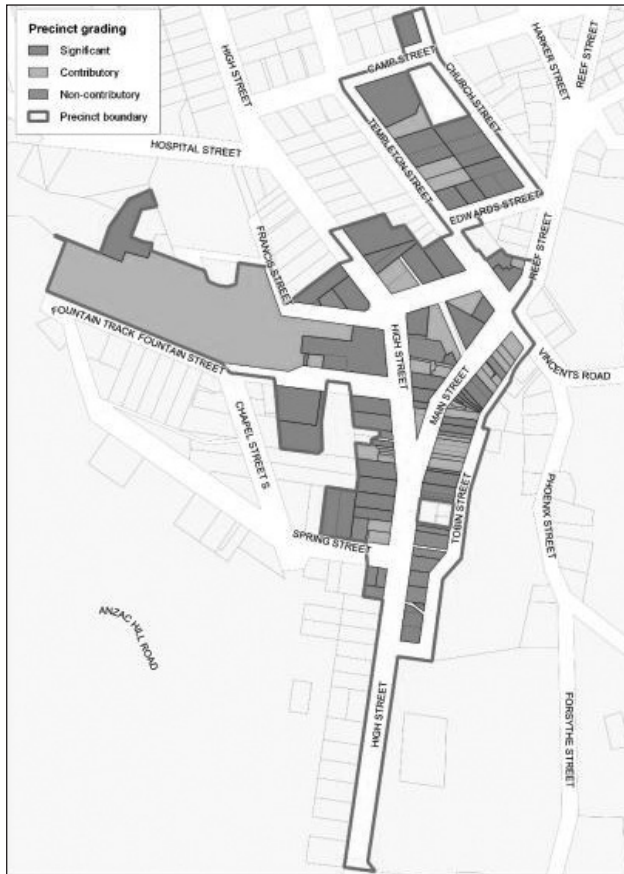 Precinct grading
Significant
Contributory
Non-contributory
Precinct boundary
HIGH STREET
CAMP STREET
CHURCH STREET
HARKER STREET
REEF STREET
HOSPITAL STREET
TEMPLETON STREET
EDWARDS STREET
FRANCIS STREET
REEF STREET
FOUNTAIN TRACK FOUNTAIN STREET
HIGH STREET
MAIN STREET
VINCENTS ROAD
CHAPEL STREET S
TOBIN STREET
PHOENIX STREET
SPRING STREET
ANZAC HILL ROAD
HIGH STREET
FORSYTHE STREET